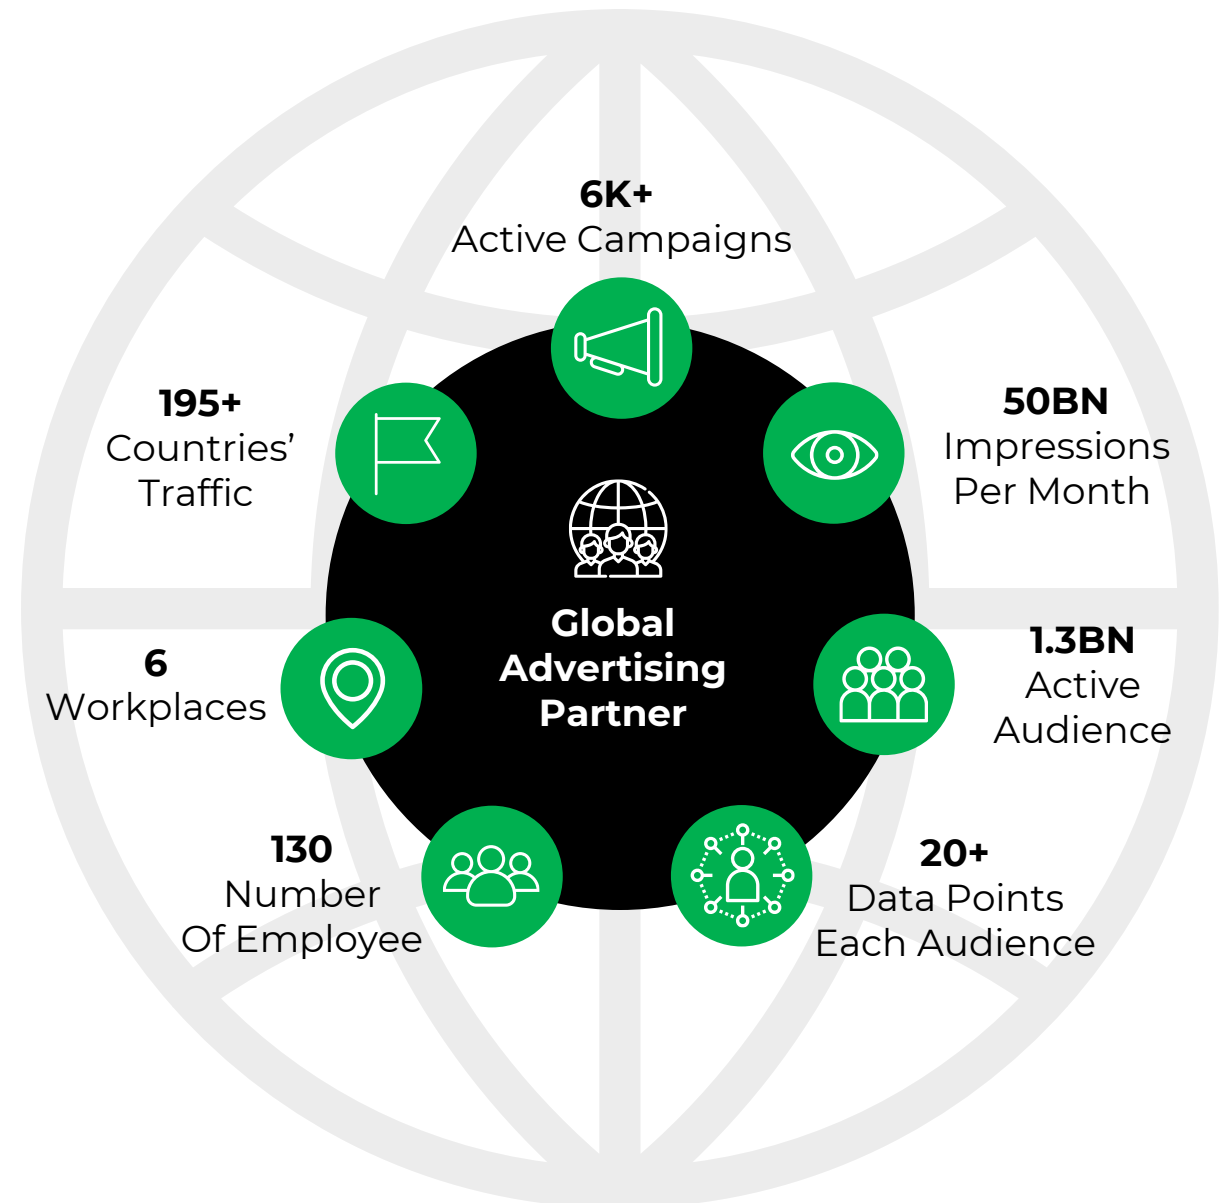 6K+
Active Campaigns
195+
Countries’
Traffic
50BN
Impressions
Per Month
Global
Advertising
Partner
6
Workplaces
1.3BN
Active
Audience
130
Number
Of Employee
20+
Data Points
Each Audience